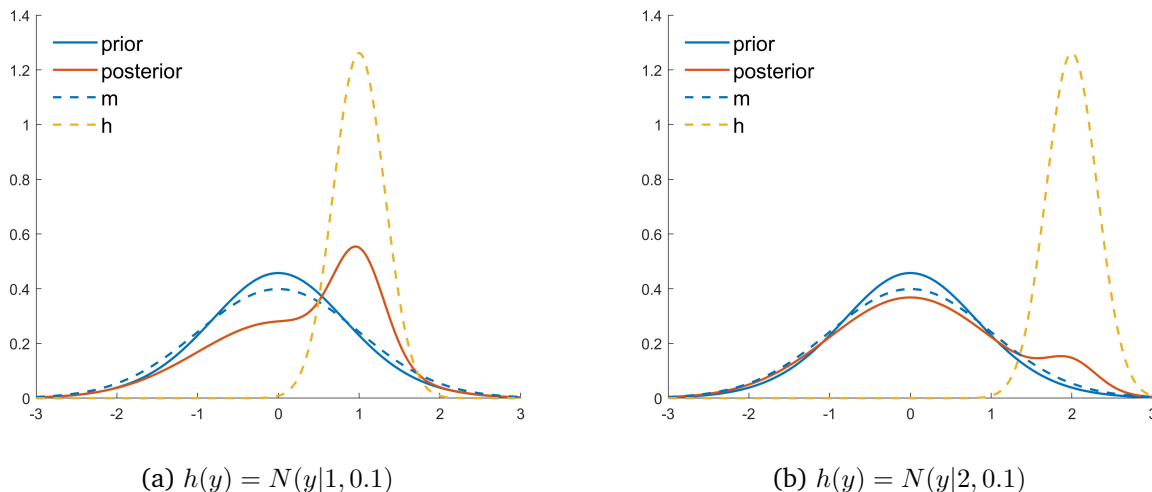 1.4
1.2
1
0.8
0.6
0.4
0.2
0
-3 -2 -1 0 1 2 3
prior
posterior
m
h
(a) h(y) = N(y|1, 0.1)
1.4
1.2
1
0.8
0.6
0.4
0.2
0
-3 -2 -1 0 1 2 3
prior
posterior
m
h
(b) h(y) = N(y|2, 0.1)